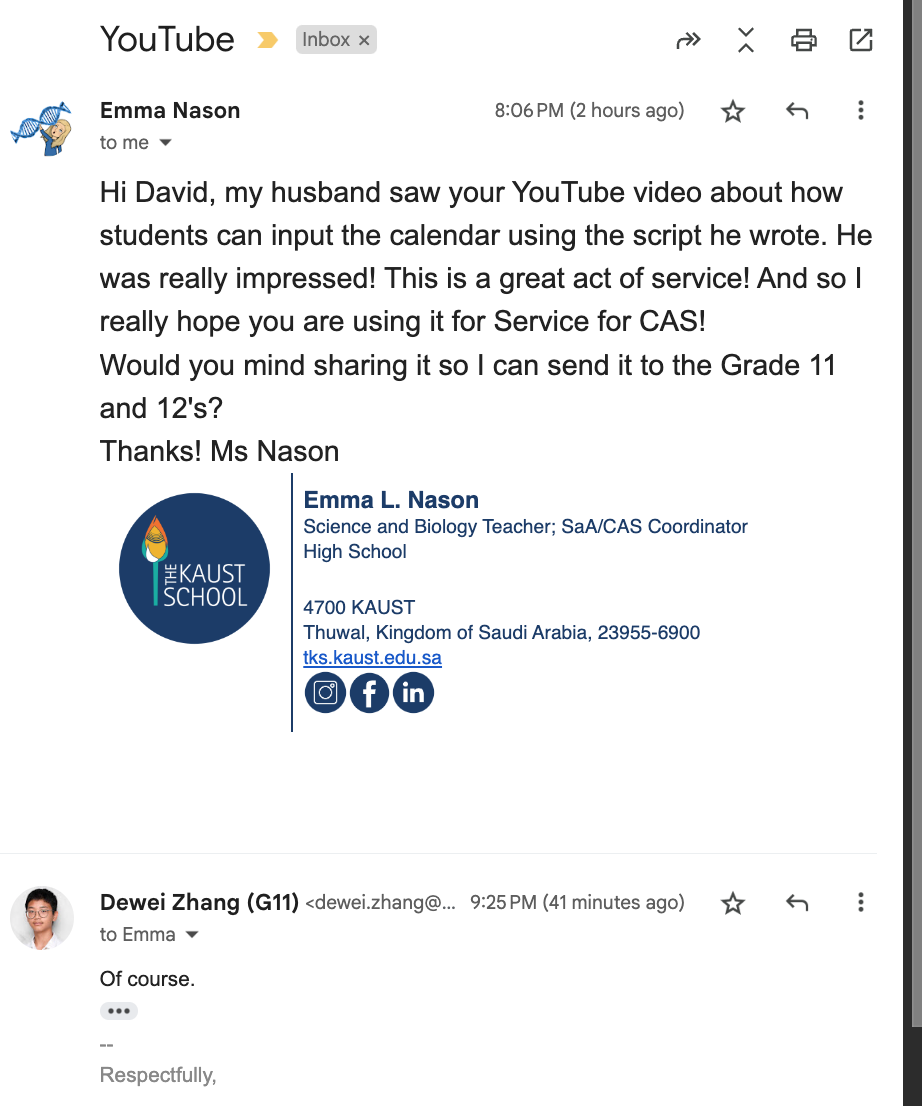 YouTube
Inbox ×
Emma Nason
8:06 PM (2 hours ago)
to me
Hi David, my husband saw your YouTube video about how
students can input the calendar using the script he wrote. He
was really impressed! This is a great act of service! And so I
really hope you are using it for Service for CAS!
Would you mind sharing it so I can send it to the Grade 11
and 12's?
Thanks! Ms Nason
THE KAUST
SCHOOL
Emma L. Nason
Science and Biology Teacher; SaA/CAS Coordinator
High School
4700 KAUST
Thuwal, Kingdom of Saudi Arabia, 23955-6900
tks.kaust.edu.sa
Dewei Zhang (G11) <dewei.zhang@...
9:25 PM (41 minutes ago)
to Emma
Of course.
--
Respectfully,